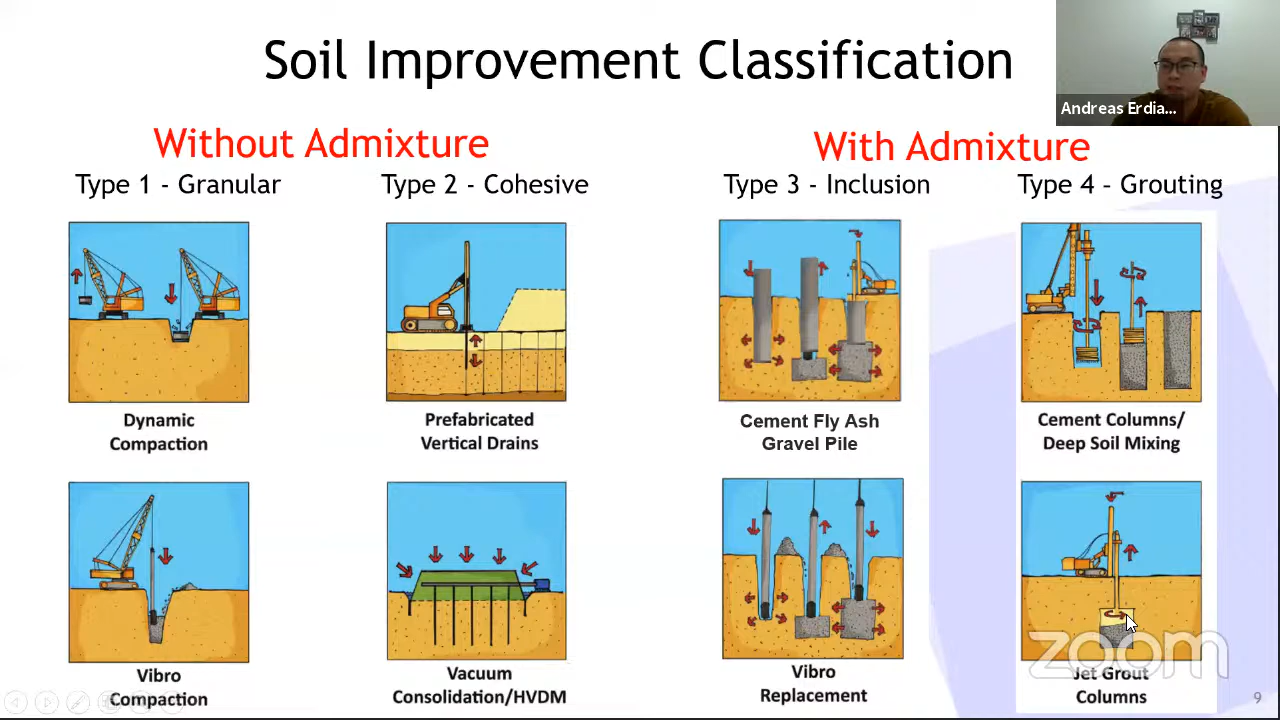 Soil Improvement Classification
Andreas Erdia...
Without Admixture
With Admixture
Type 1 - Granular
Type 2 - Cohesive
Type 3 - Inclusion
Type 4 – Grouting
Dynamic
Compaction
Prefabricated
Vertical Drains
Cement Fly Ash
Gravel Pile
Cement Columns/
Deep Soil Mixing
Vibro
Compaction
Vacuum
Consolidation/HVDM
Vibro
Replacement
Jet Grout
Columns
zoom
9